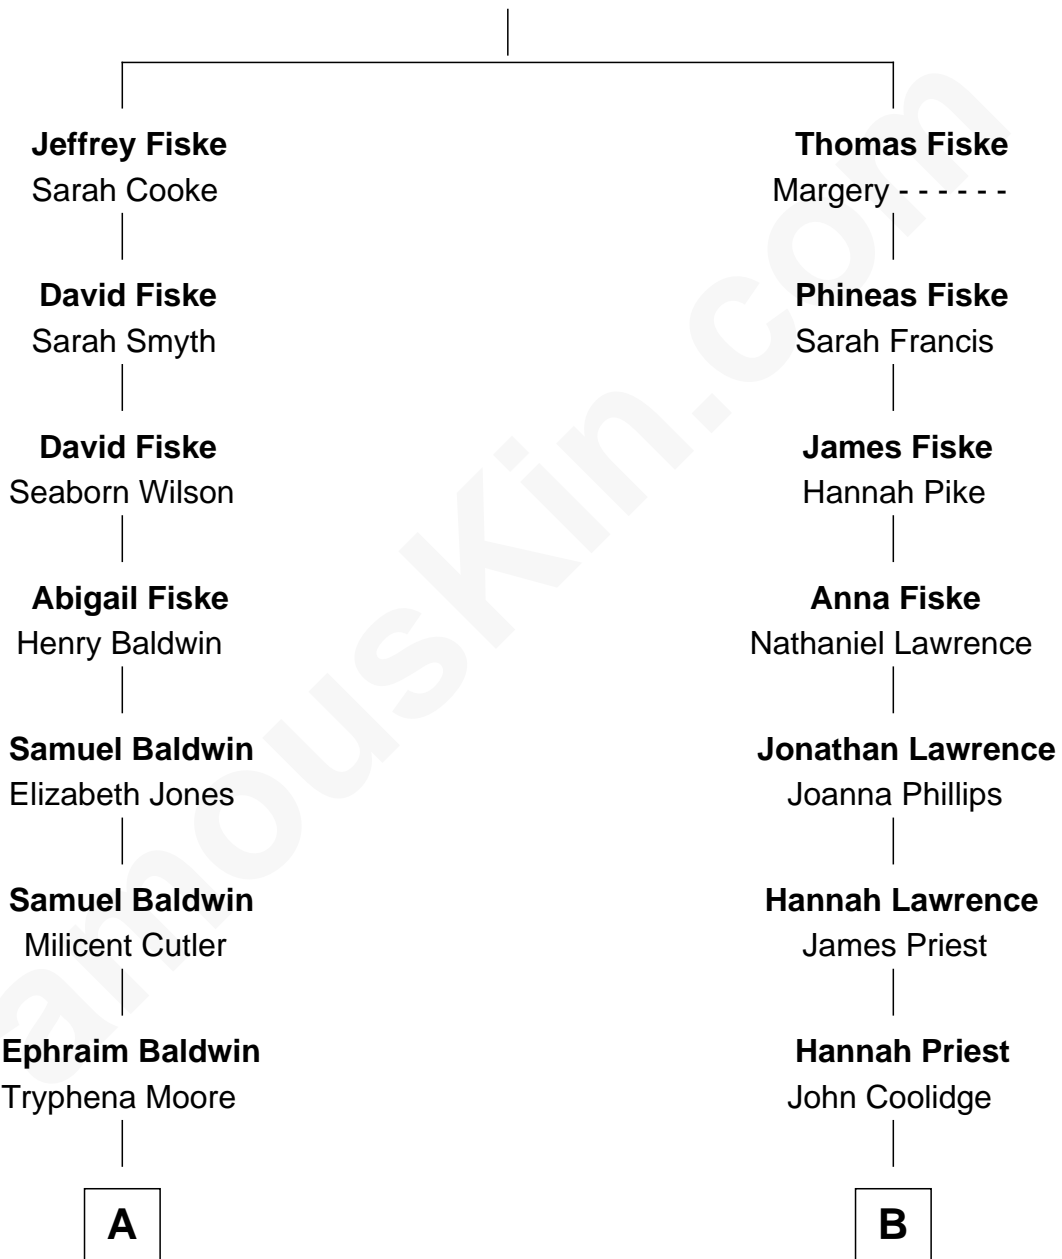 Jeffrey Fiske
Sarah Cooke
David Fiske
Sarah Smyth
David Fiske
Seaborn Wilson
Abigail Fiske
Henry Baldwin
Samuel Baldwin
Elizabeth Jones
Samuel Baldwin
Milicent Cutler
Ephraim Baldwin
Tryphena Moore
A
Thomas Fiske
Margery - - - - - -
Phineas Fiske
Sarah Francis
James Fiske
Hannah Pike
Anna Fiske
Nathaniel Lawrence
Jonathan Lawrence
Joanna Phillips
Hannah Lawrence
James Priest
Hannah Priest
John Coolidge
B
amouskin.com